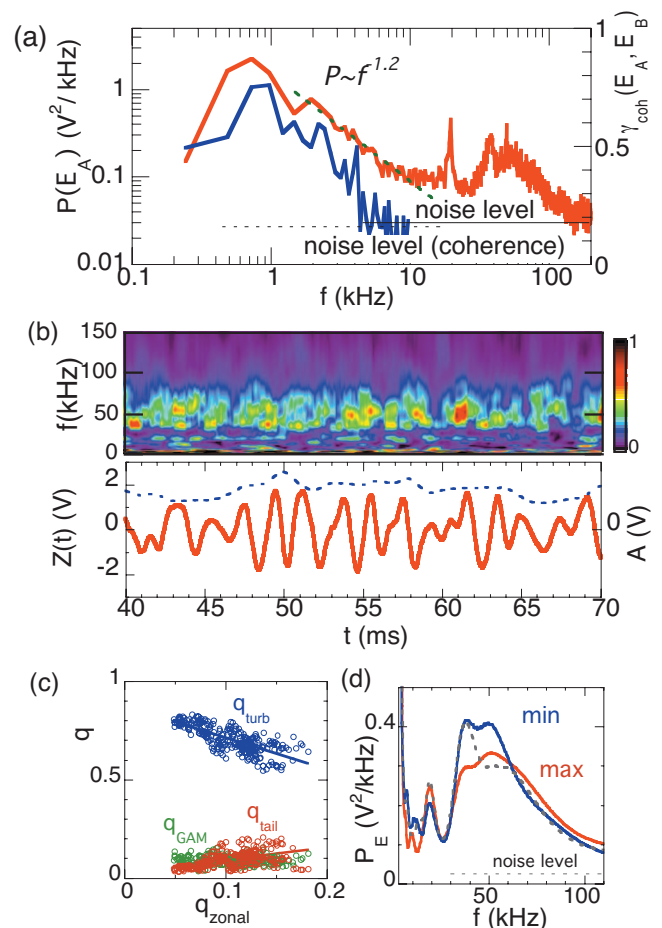 (a)
P~f^1.2
P(E_A) (V²/ kHz)
γ_coh (E_A, E_B)
1
0.1
0.01
1
0.5
0
noise level
noise level (coherence)
0.1 1 10 100
f (kHz)
(b)
f(kHz)
150
100
50
0
1
0
Z(t) (V)
2
0
-2
0
A (V)
40 45 50 55 60 65 70
t (ms)
(c)
q
1
0.5
0
q_turb
q_GAM
q_tail
0 0.1 0.2
q_zonal
(d)
P_E (V²/kHz)
0.4
0
min
max
noise level
50 100
f (kHz)